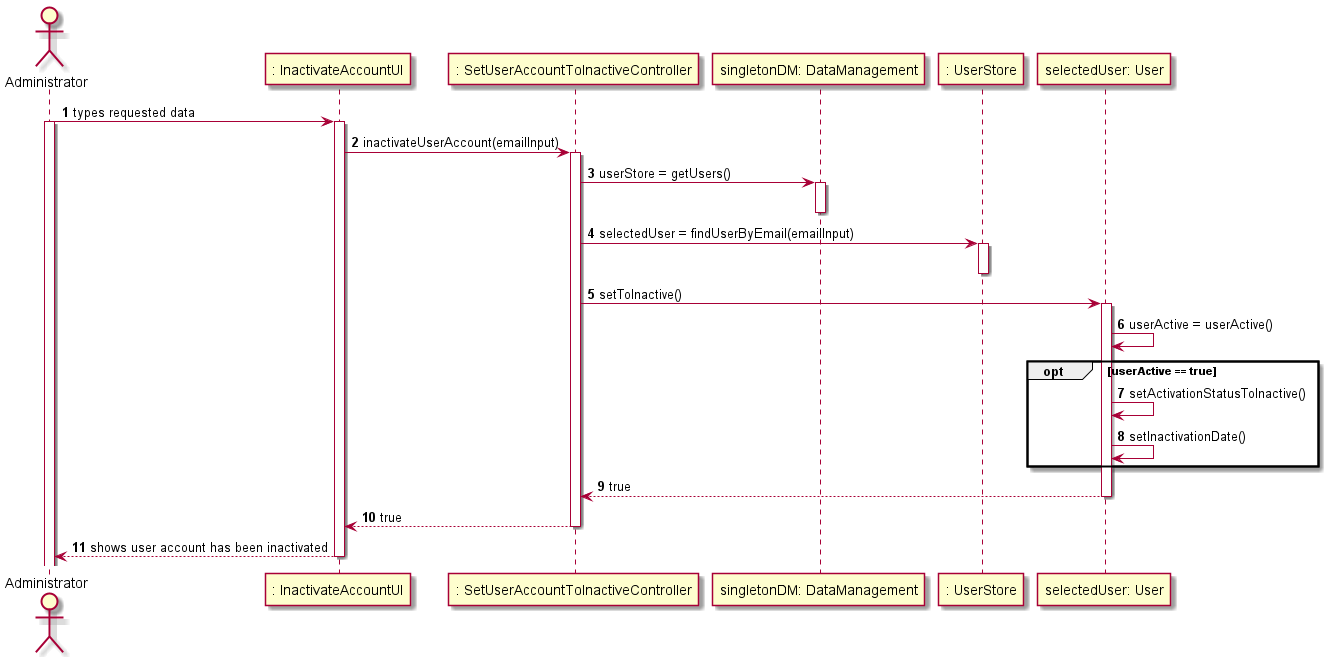 Administrator
: InactivateAccountUI
: SetUserAccountToInactiveController
singletonDM: DataManagement
: UserStore
selectedUser: User
1 types requested data
2 inactivateUserAccount(emailInput)
3 userStore = getUsers()
4 selectedUser = findUserByEmail(emailInput)
5 setToInactive()
6 userActive = userActive()
opt [userActive == true]
7 setActivationStatusToInactive()
8 setInactivationDate()
9 true
10 true
11 shows user account has been inactivated
Administrator
: InactivateAccountUI
: SetUserAccountToInactiveController
singletonDM: DataManagement
: UserStore
selectedUser: User